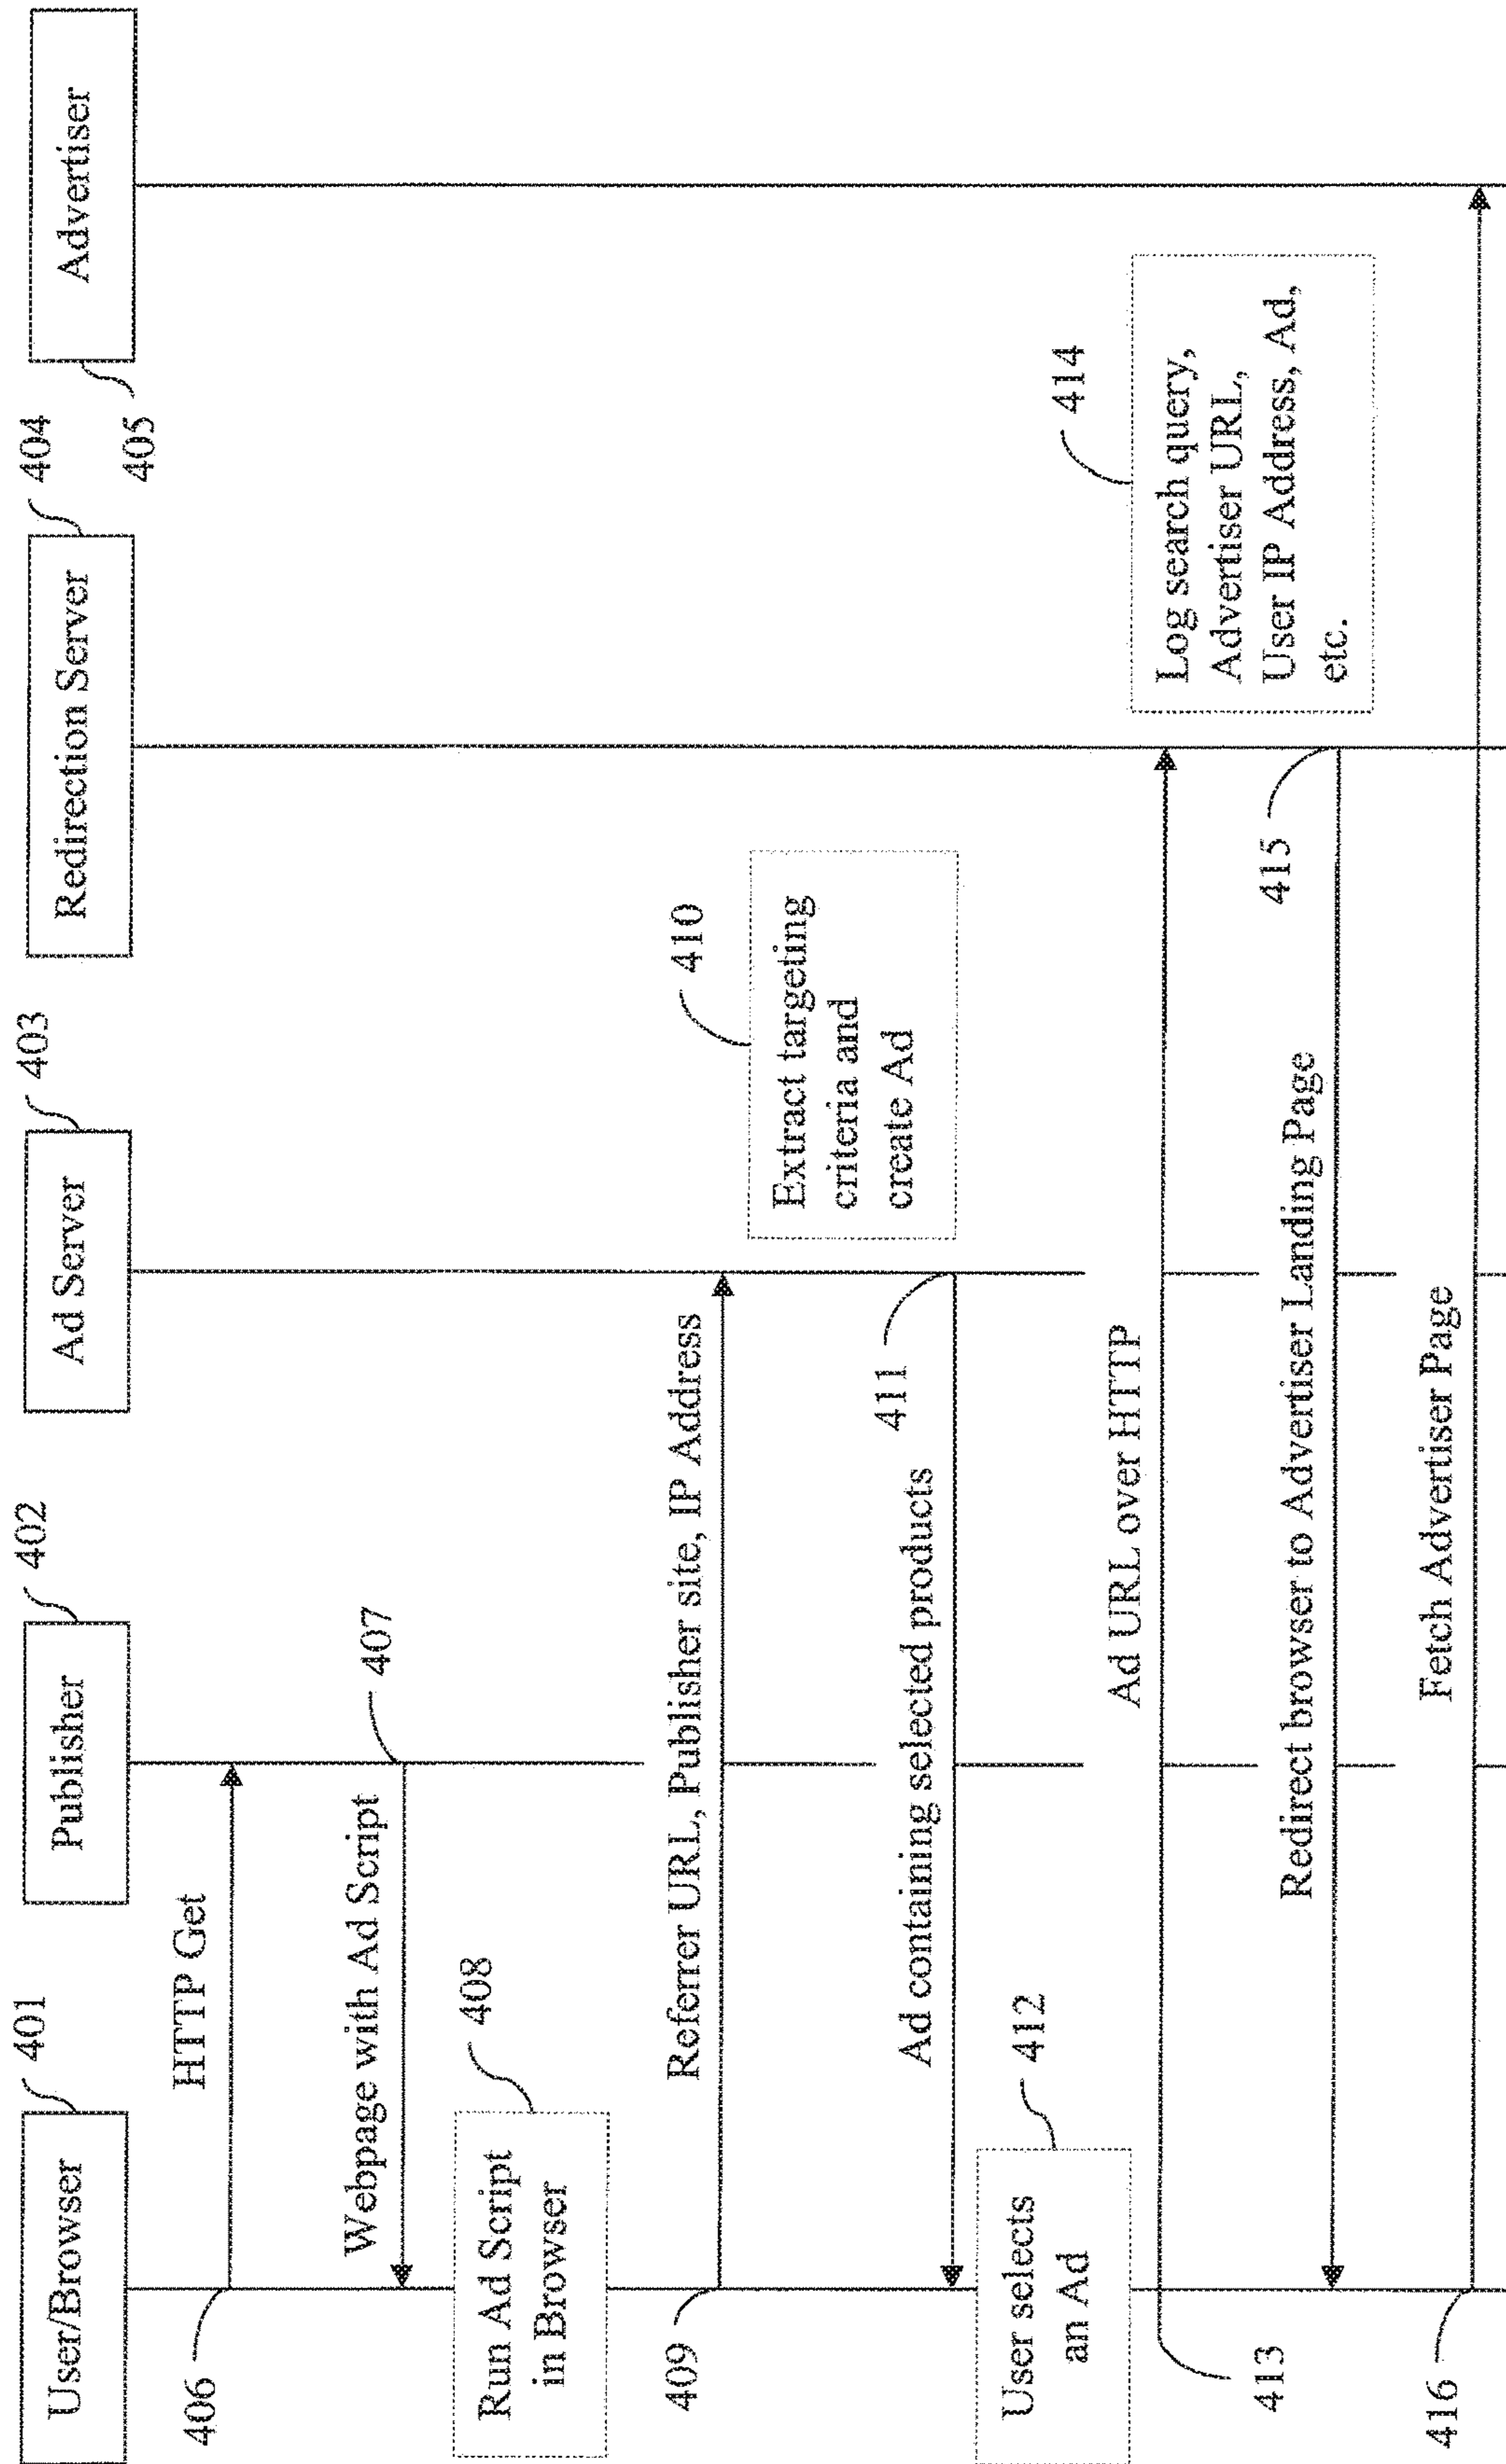 User/Browser
401
Publisher
402
Ad Server
403
Redirection Server
404
Advertiser
405
HTTP Get
406
Webpage with Ad Script
407
Run Ad Script
in Browser
408
Referrer URL, Publisher site, IP Address
409
Extract targeting
criteria and
create Ad
410
Ad containing selected products
411
User selects
an Ad
412
Ad URL over HTTP
413
Log search query,
Advertiser URL,
User IP Address, Ad,
etc.
414
Redirect browser to Advertiser Landing Page
415
Fetch Advertiser Page
416